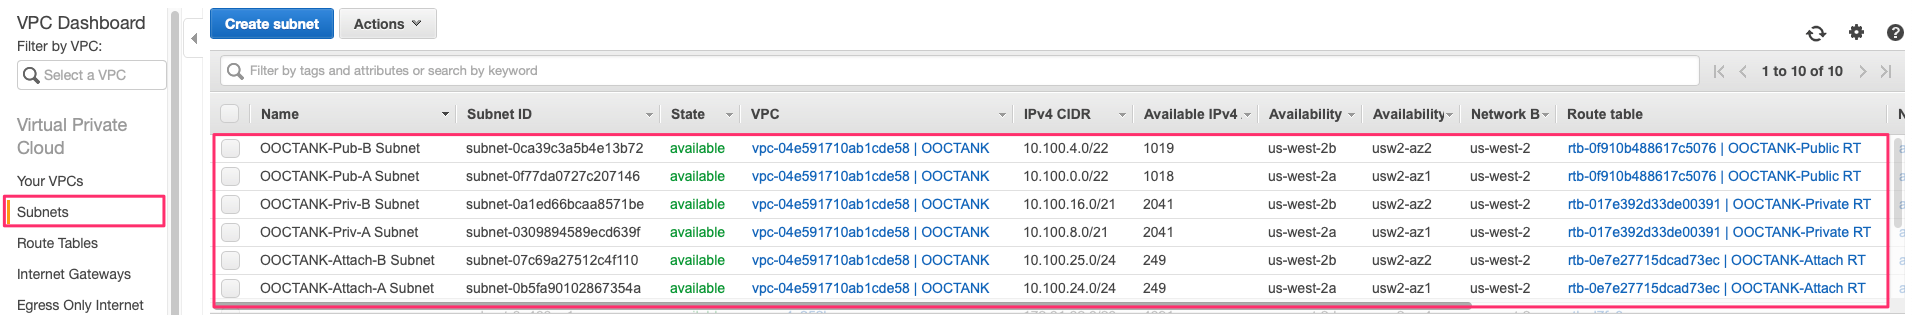 VPC Dashboard
Filter by VPC:
Select a VPC
Virtual Private
Cloud
Your VPCs
Subnets
Route Tables
Internet Gateways
Egress Only Internet
Create subnet Actions
Filter by tags and attributes or search by keyword 1 to 10 of 10
Name Subnet ID State VPC IPv4 CIDR Available IPv4 Availability Availability Network B Route table
OOCTANK-Pub-B Subnet subnet-0ca39c3a5b4e13b72 available vpc-04e591710ab1cde58 | OOCTANK 10.100.4.0/22 1019 us-west-2b usw2-az2 us-west-2 rtb-0f910b488617c5076 | OOCTANK-Public RT
OOCTANK-Pub-A Subnet subnet-0f77da0727c207146 available vpc-04e591710ab1cde58 | OOCTANK 10.100.0.0/22 1018 us-west-2a usw2-az1 us-west-2 rtb-0f910b488617c5076 | OOCTANK-Public RT
OOCTANK-Priv-B Subnet subnet-0a1ed66bcaa8571be available vpc-04e591710ab1cde58 | OOCTANK 10.100.16.0/21 2041 us-west-2b usw2-az2 us-west-2 rtb-017e392d33de00391 | OOCTANK-Private RT
OOCTANK-Priv-A Subnet subnet-0309894589ecd639f available vpc-04e591710ab1cde58 | OOCTANK 10.100.8.0/21 2041 us-west-2a usw2-az1 us-west-2 rtb-017e392d33de00391 | OOCTANK-Private RT
OOCTANK-Attach-B Subnet subnet-07c69a27512c4f110 available vpc-04e591710ab1cde58 | OOCTANK 10.100.25.0/24 249 us-west-2b usw2-az2 us-west-2 rtb-0e7e27715dcad73ec | OOCTANK-Attach RT
OOCTANK-Attach-A Subnet subnet-0b5fa90102867354a available vpc-04e591710ab1cde58 | OOCTANK 10.100.24.0/24 249 us-west-2a usw2-az1 us-west-2 rtb-0e7e27715dcad73ec | OOCTANK-Attach RT